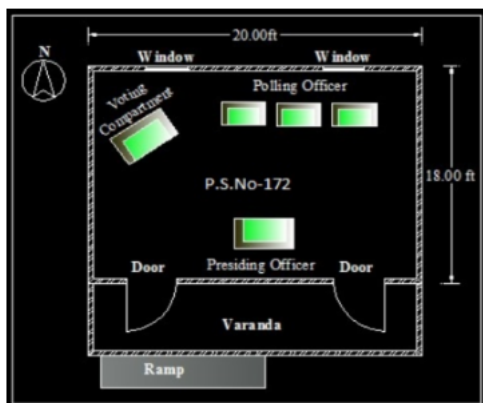 20.00ft
N
Window
Window
Voting
Compartment
Polling Officer
P.S.No-172
18.00 ft
Door
Presiding Officer
Door
Varanda
Ramp